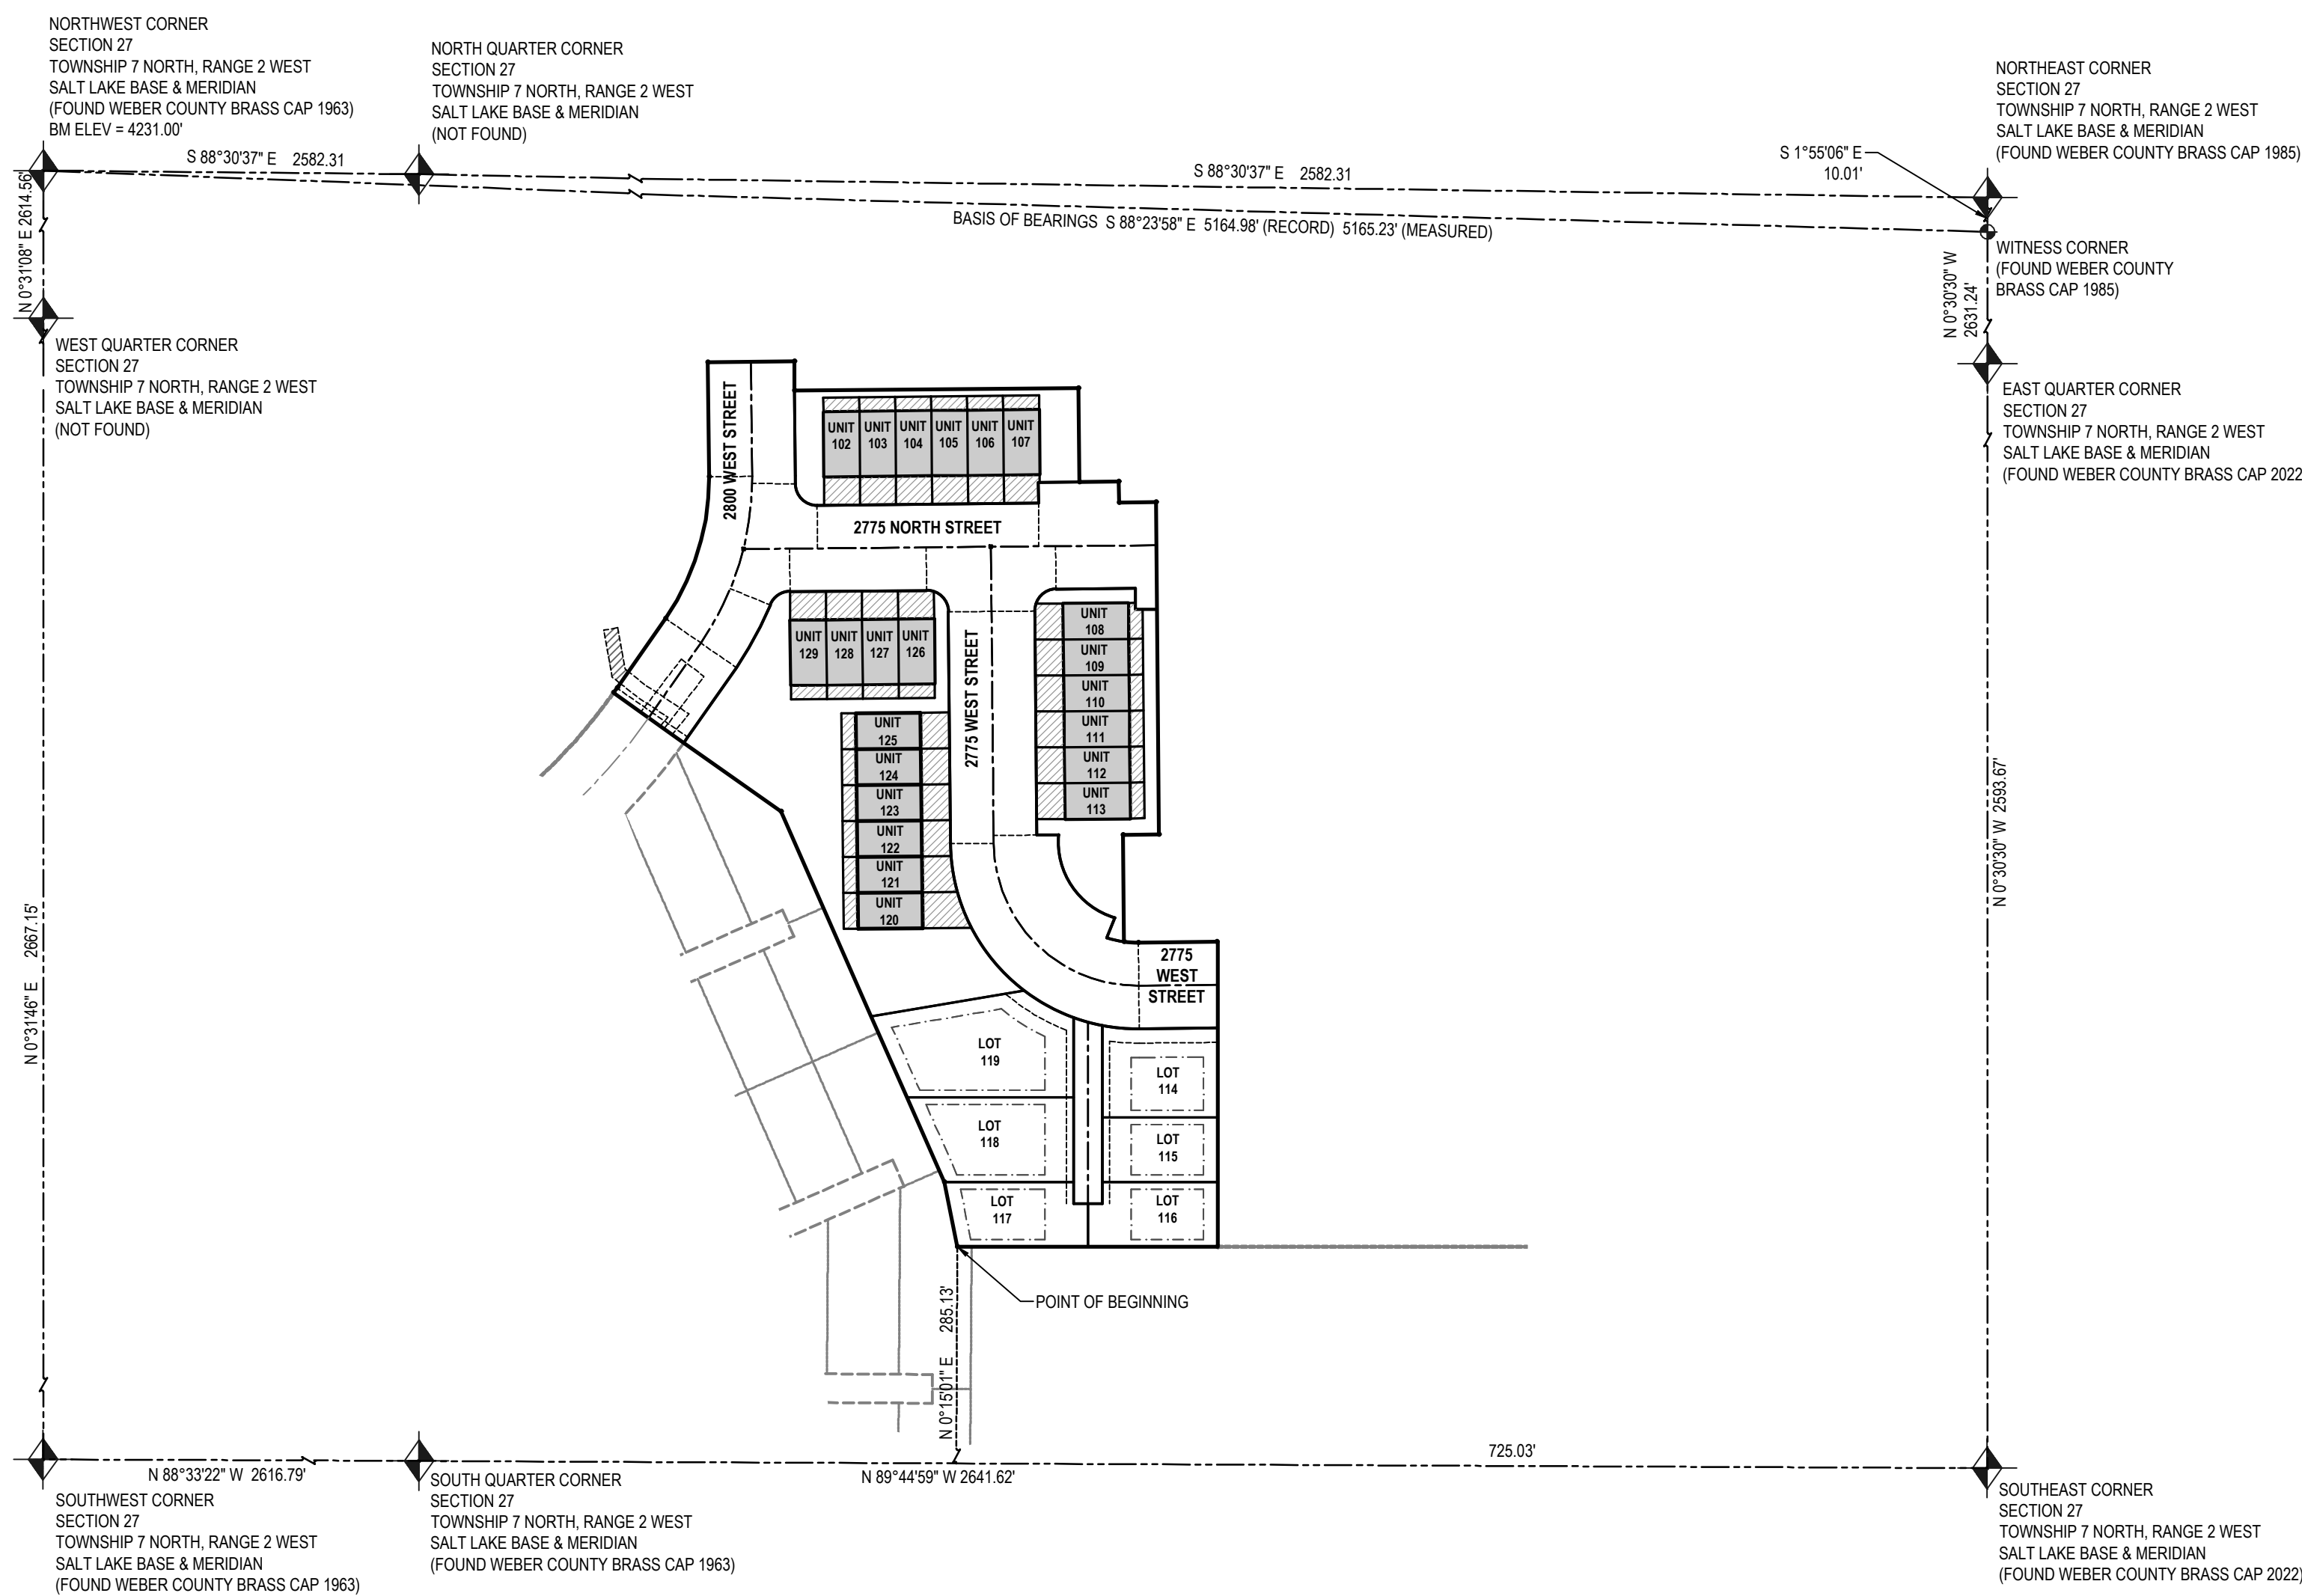 NORTHWEST CORNER
SECTION 27
TOWNSHIP 7 NORTH, RANGE 2 WEST
SALT LAKE BASE & MERIDIAN
(FOUND WEBER COUNTY BRASS CAP 1963)
BM ELEV = 4231.00'
NORTH QUARTER CORNER
SECTION 27
TOWNSHIP 7 NORTH, RANGE 2 WEST
SALT LAKE BASE & MERIDIAN
(NOT FOUND)
NORTHEAST CORNER
SECTION 27
TOWNSHIP 7 NORTH, RANGE 2 WEST
SALT LAKE BASE & MERIDIAN
(FOUND WEBER COUNTY BRASS CAP 1985)
S 88°30'37" E 2582.31
S 88°30'37" E 2582.31
S 1°55'06" E
10.01'
BASIS OF BEARINGS S 88°23'58" E 5164.98' (RECORD) 5165.23' (MEASURED)
N 0°31'08" E 2614.56'
WITNESS CORNER
(FOUND WEBER COUNTY
BRASS CAP 1985)
N 0°30'30" W
2631.24'
WEST QUARTER CORNER
SECTION 27
TOWNSHIP 7 NORTH, RANGE 2 WEST
SALT LAKE BASE & MERIDIAN
(NOT FOUND)
EAST QUARTER CORNER
SECTION 27
TOWNSHIP 7 NORTH, RANGE 2 WEST
SALT LAKE BASE & MERIDIAN
(FOUND WEBER COUNTY BRASS CAP 2022
2800 WEST STREET
UNIT
102
UNIT
103
UNIT
104
UNIT
105
UNIT
106
UNIT
107
2775 NORTH STREET
UNIT
129
UNIT
128
UNIT
127
UNIT
126
2775 WEST STREET
UNIT
108
UNIT
109
UNIT
110
UNIT
111
UNIT
112
UNIT
113
UNIT
125
UNIT
124
UNIT
123
UNIT
122
UNIT
121
UNIT
120
2775
WEST
STREET
LOT
119
LOT
118
LOT
117
LOT
114
LOT
115
LOT
116
N 0°31'46" E 2667.15'
N 0°30'30" W 2593.67'
POINT OF BEGINNING
N 0°15'01" E 285.13'
725.03'
N 88°33'22" W 2616.79'
N 89°44'59" W 2641.62'
SOUTHWEST CORNER
SECTION 27
TOWNSHIP 7 NORTH, RANGE 2 WEST
SALT LAKE BASE & MERIDIAN
(FOUND WEBER COUNTY BRASS CAP 1963)
SOUTH QUARTER CORNER
SECTION 27
TOWNSHIP 7 NORTH, RANGE 2 WEST
SALT LAKE BASE & MERIDIAN
(FOUND WEBER COUNTY BRASS CAP 1963)
SOUTHEAST CORNER
SECTION 27
TOWNSHIP 7 NORTH, RANGE 2 WEST
SALT LAKE BASE & MERIDIAN
(FOUND WEBER COUNTY BRASS CAP 2022)